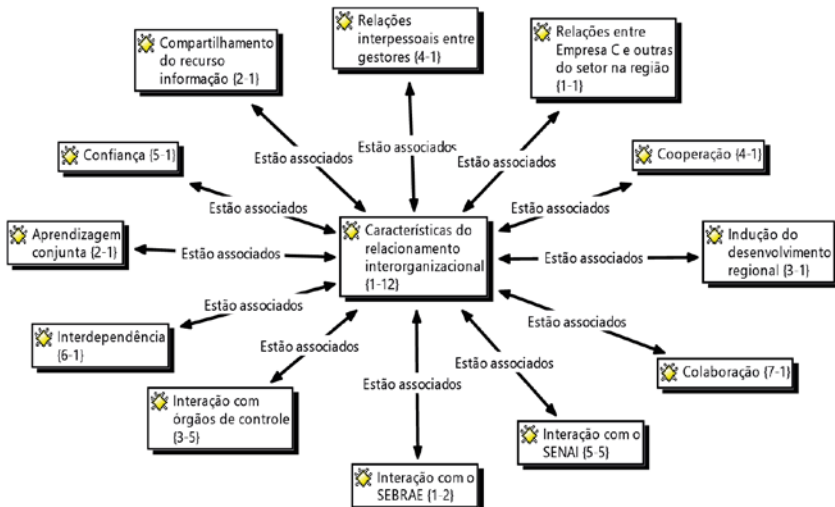 Compartilhamento
do recurso
informação {2-1}
Relações
interpessoais entre
gestores {4-1}
Relações entre
Empresa C e outras
do setor na região
{1-1}
Estão associados
Estão associados
Estão associados
Confiança {5-1}
Cooperação {4-1}
Estão associados
Estão associados
Aprendizagem
conjunta {2-1}
Estão associados
Características do
relacionamento
interorganizacional
{1-12}
Estão associados
Indução do
desenvolvimento
regional {3-1}
Estão associados
Estão associados
Interdependência
{6-1}
Estão associados
Estão associados
Estão associados
Colaboração {7-1}
Interação com
órgãos de controle
{3-5}
Interação com o
SEBRAE {1-2}
Interação com o
SENAI {5-5}